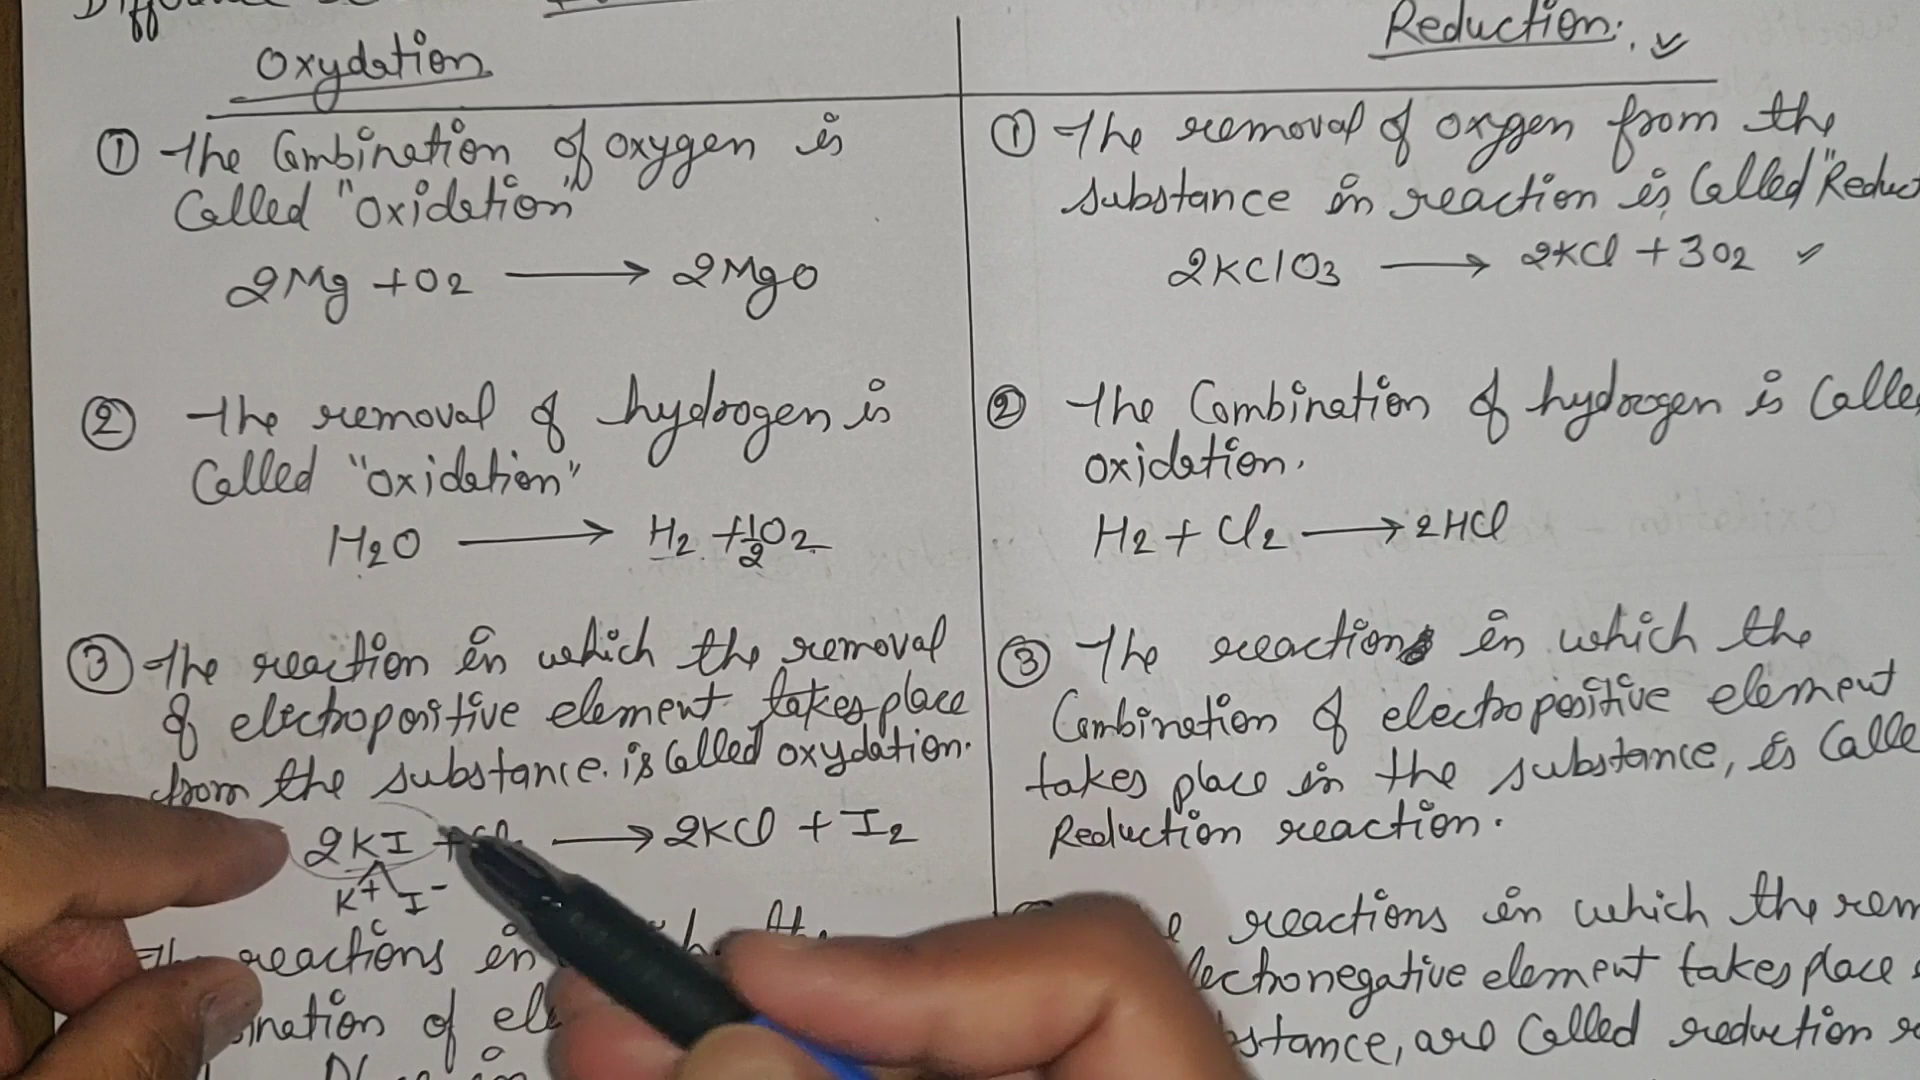 Oxydation
① The Combination of oxygen is
Called "Oxidation"
2Mg + O2 ⟶ 2MgO
② The removal of hydrogen is
Called "Oxidation"
H2O ⟶ H2 + 1/2 O2
③ The reaction in which the removal
of electropositive element takes place
from the substance. is Called oxydation.
2KI + Cl ⟶ 2KCl + I2
K+ I-
The reactions in
of
Reduction.
① The removal of oxygen from the
substance in reaction is Called "Reduct
2KClO3 ⟶ 2KCl + 3O2
② The Combination of hydrogen is Calle
oxidation.
H2 + Cl2 ⟶ 2HCl
③ The reactions in which the
Combination of electropositive element
takes place in the substance, is Calle
Reduction reaction.
reactions in which the rem
lectronegative element takes place
bstance, are Called reduction